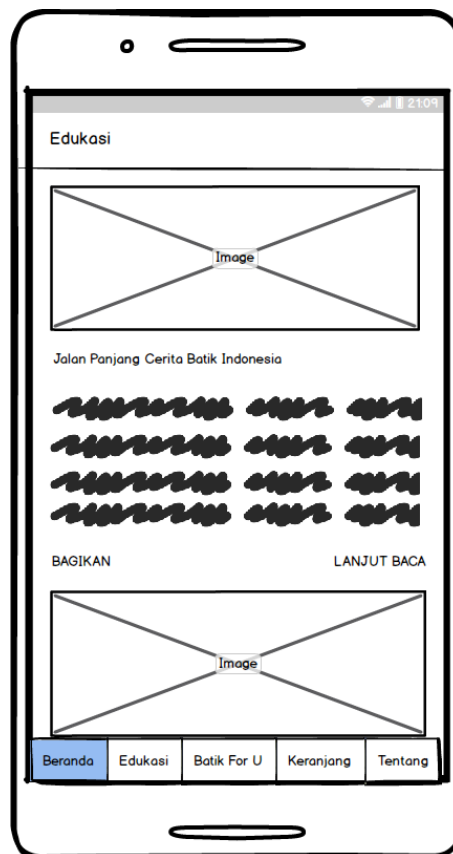 21:09
Edukasi
Image
Jalan Panjang Cerita Batik Indonesia
BAGIKAN LANJUT BACA
Image
Beranda Edukasi Batik For U Keranjang Tentang